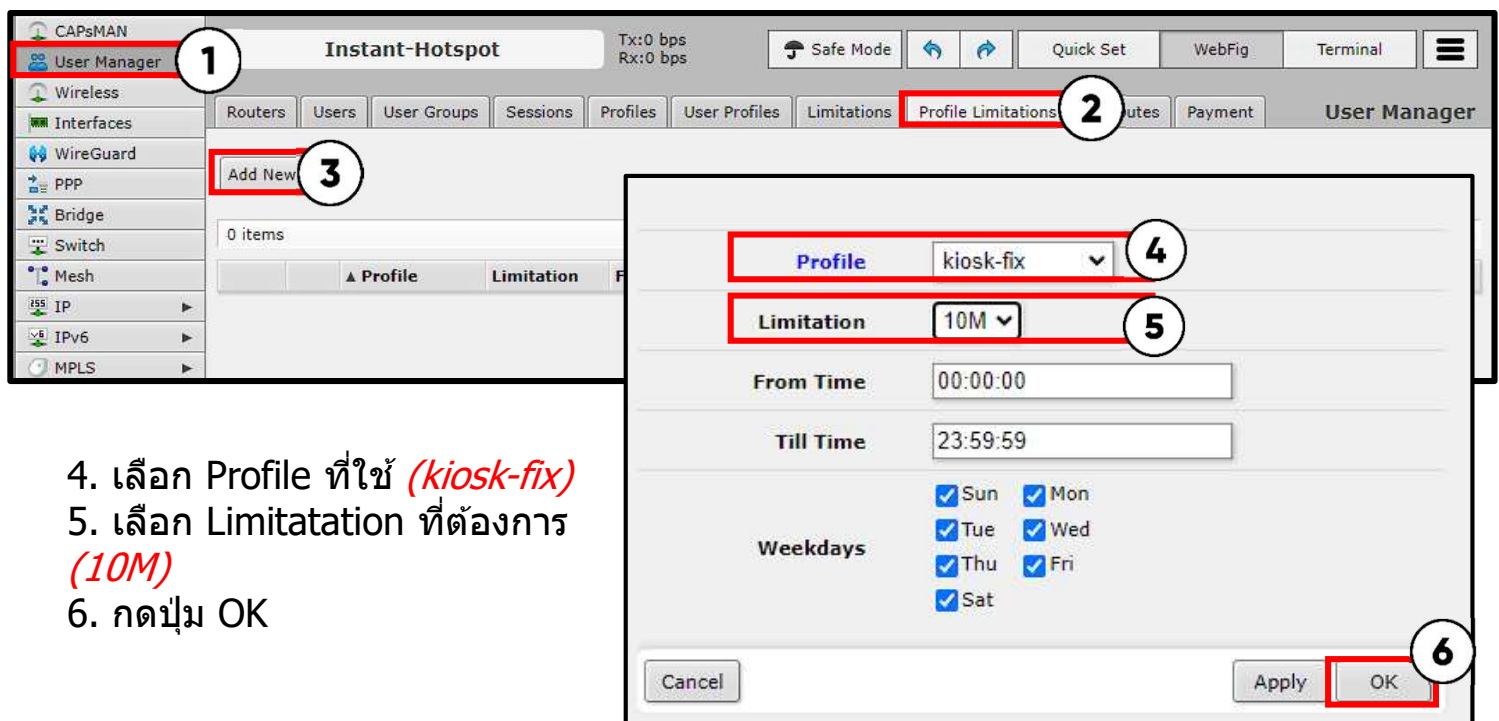 CAPsMAN
User Manager
Wireless
Interfaces
WireGuard
PPP
Bridge
Switch
Mesh
IP
IPv6
MPLS
1
Instant-Hotspot
Tx:0 bps
Rx:0 bps
Safe Mode
Quick Set
WebFig
Terminal
Routers Users User Groups Sessions Profiles User Profiles Limitations Profile Limitations 2 utes Payment User Manager
Add New 3
0 items
▲ Profile Limitation F
Profile kiosk-fix 4
Limitation 10M 5
From Time 00:00:00
Till Time 23:59:59
Weekdays
Sun Mon
Tue Wed
Thu Fri
Sat
Cancel Apply OK 6
4. เลือก Profile ที่ใช้ (kiosk-fix)
5. เลือก Limitatation ที่ต้องการ
(10M)
6. กดปุ่ม OK